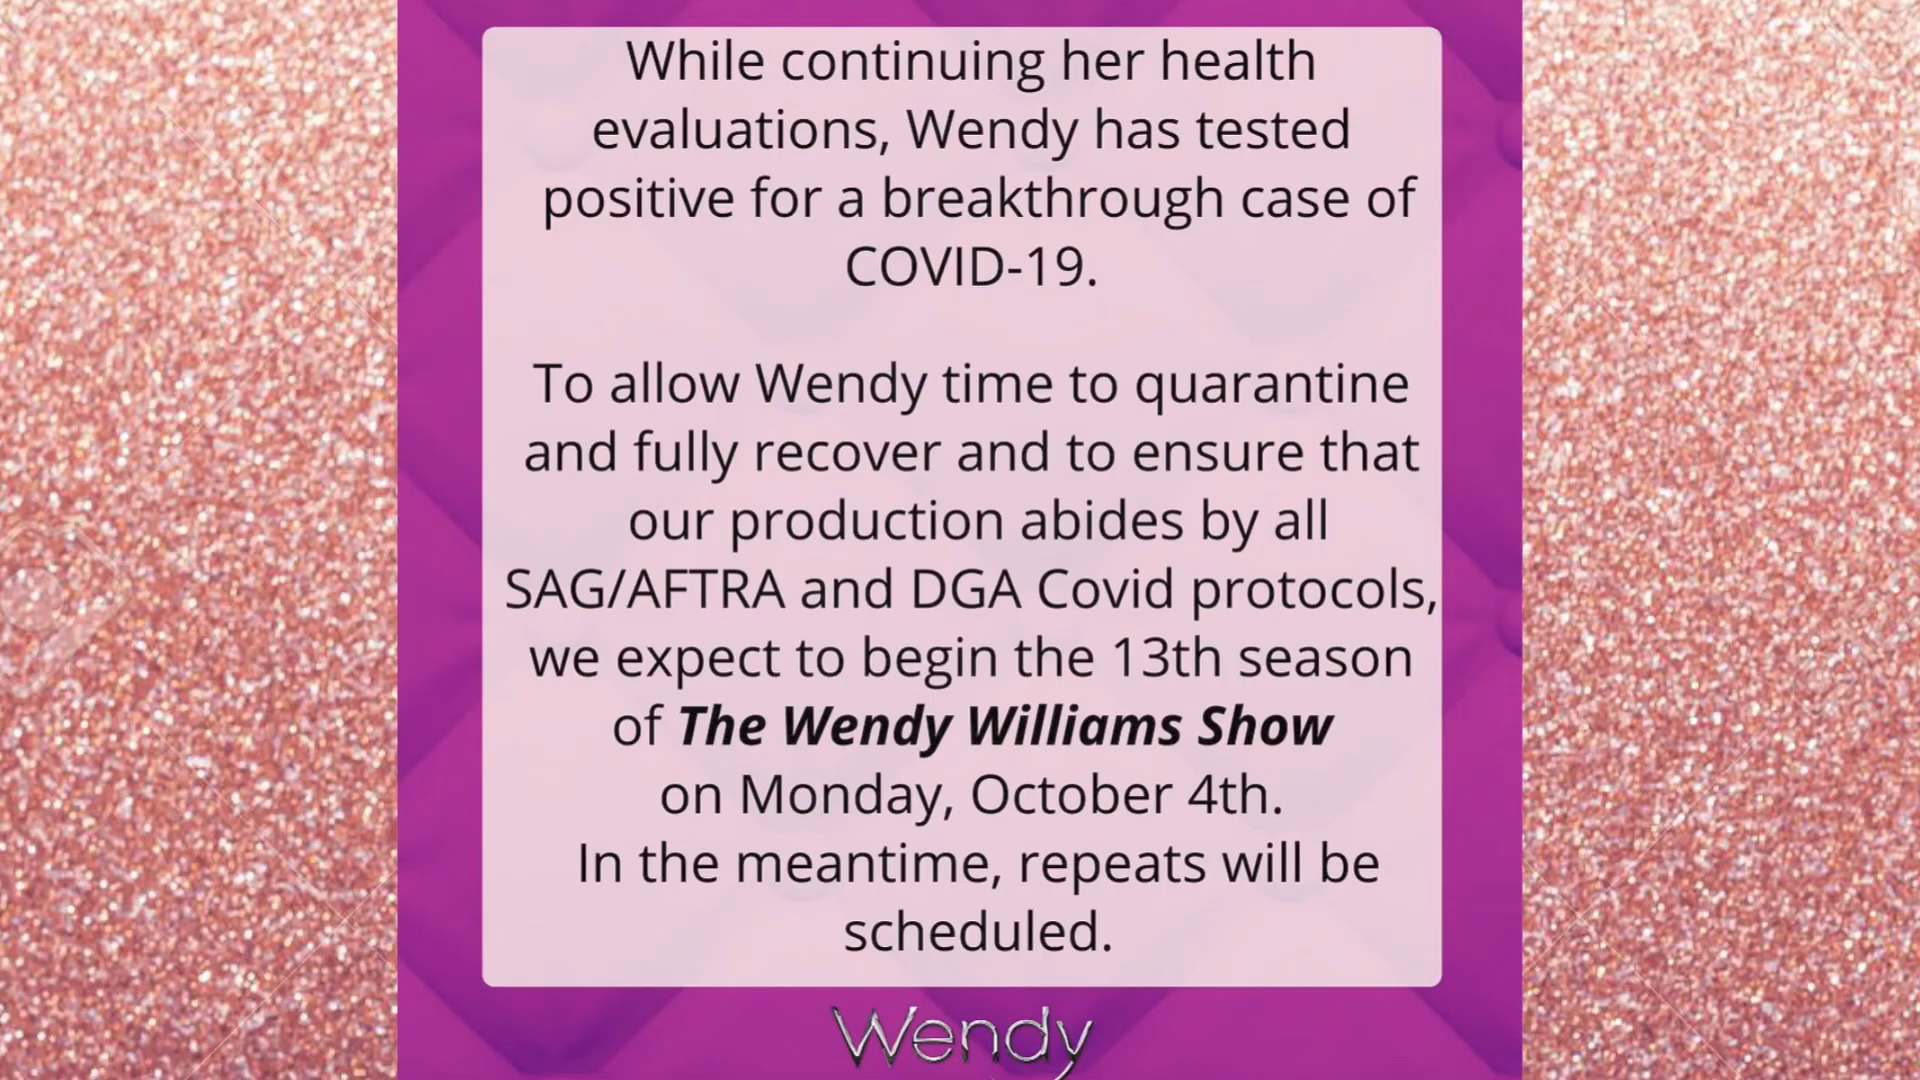 While continuing her health
evaluations, Wendy has tested
positive for a breakthrough case of
COVID-19.
To allow Wendy time to quarantine
and fully recover and to ensure that
our production abides by all
SAG/AFTRA and DGA Covid protocols,
we expect to begin the 13th season
of The Wendy Williams Show
on Monday, October 4th.
In the meantime, repeats will be
scheduled.
Wendy